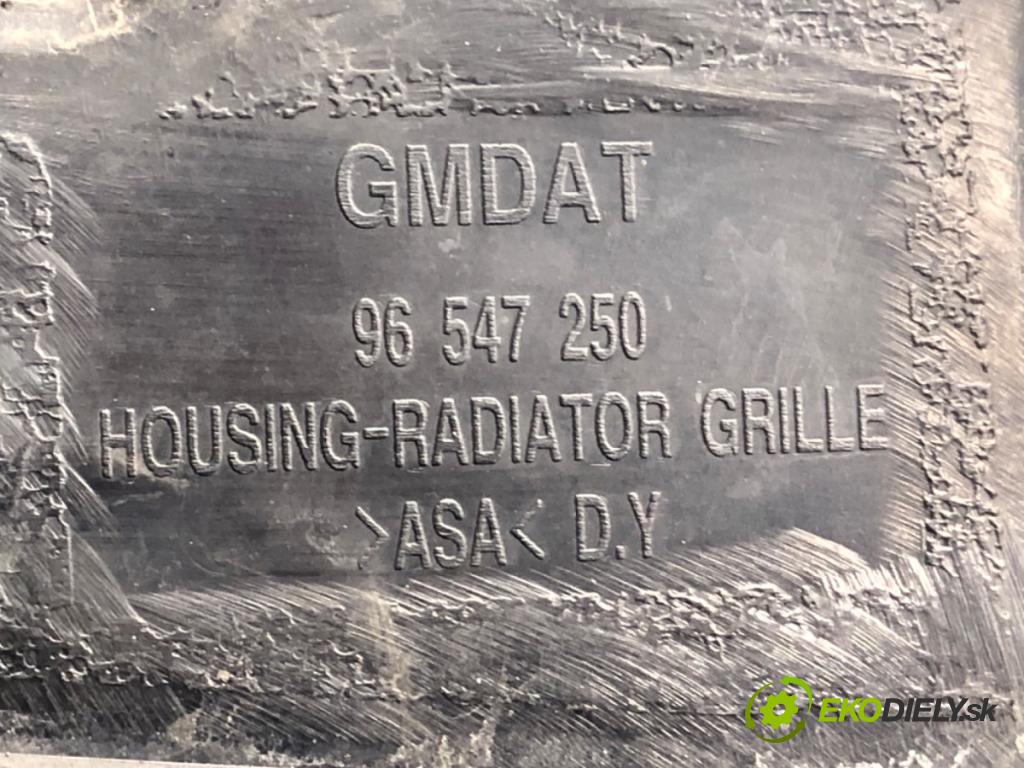 GMDAT
96 547 250
HOUSING-RADIATOR GRILLE
>ASA< D.Y
EKODIELY.sk